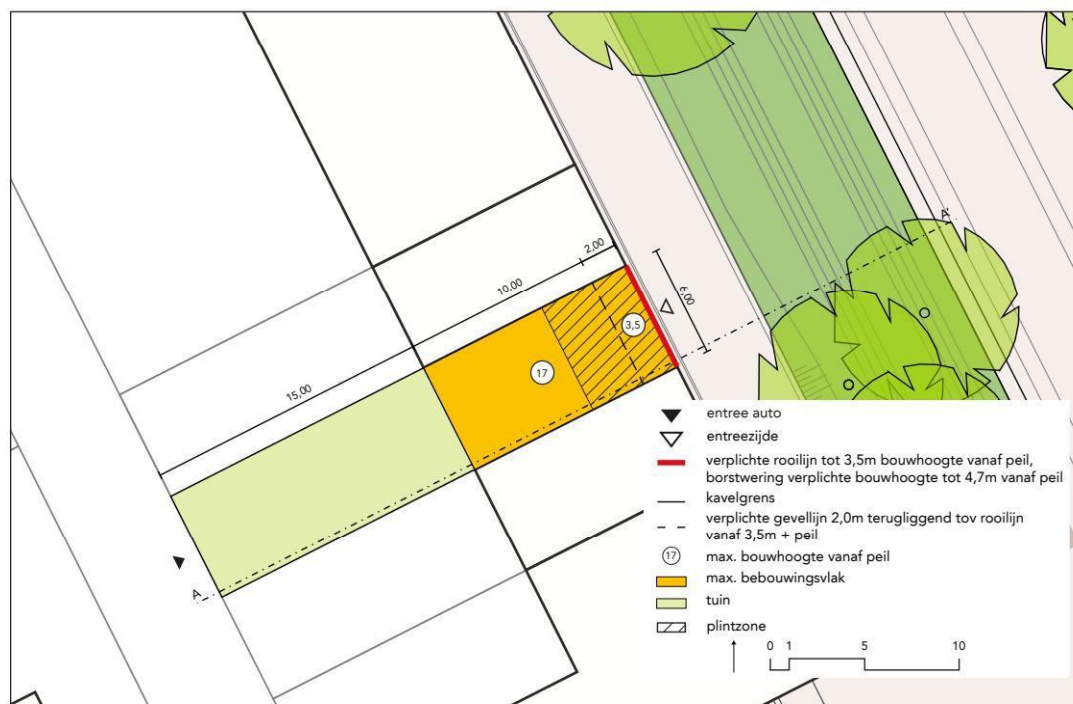 A'
2,00
10,00
6,00
3,5
17
15,00
A
entree auto
entreezijde
verplichte rooilijn tot 3,5m bouwhoogte vanaf peil,
borstwering verplichte bouwhoogte tot 4,7m vanaf peil
kavelgrens
verplichte gevellijn 2,0m terugliggend tov rooilijn
vanaf 3,5m + peil
17 max. bouwhoogte vanaf peil
max. bebouwingsvlak
tuin
plintzone
0 1 5 10